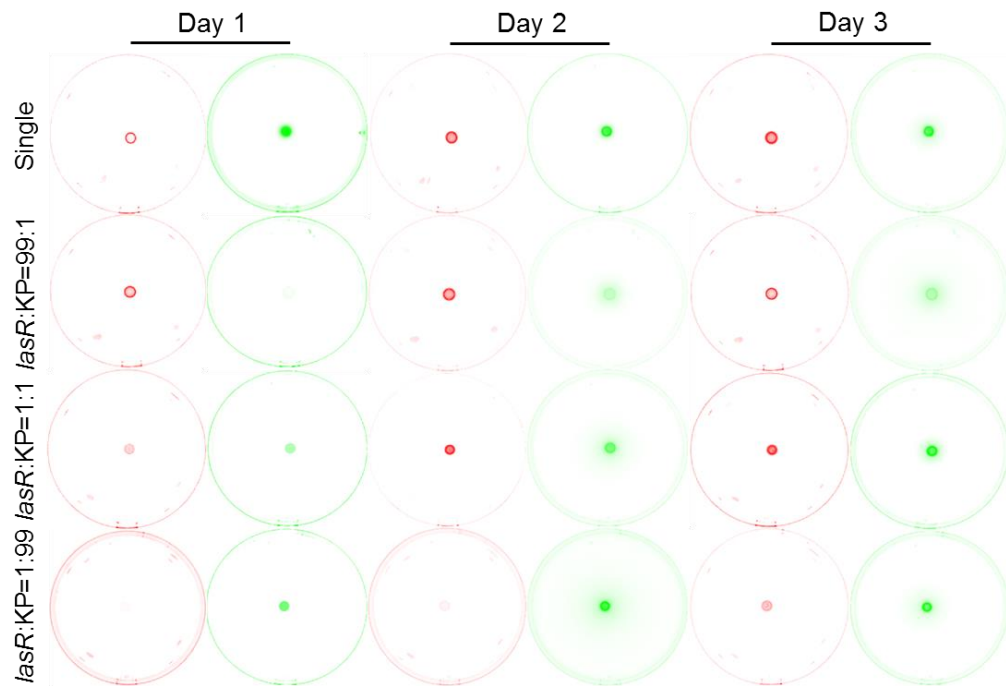 Day 1
Day 2
Day 3
Single
lasR:KP=99:1
lasR:KP=1:1
lasR:KP=1:99